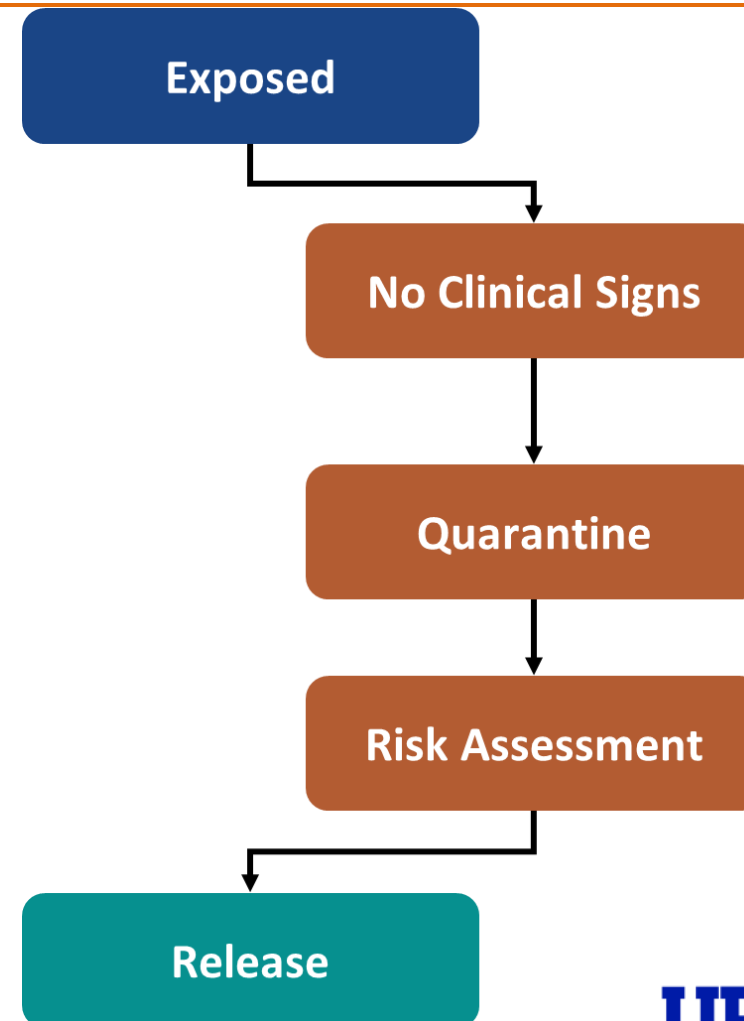 Exposed
No Clinical Signs
Quarantine
Risk Assessment
Release